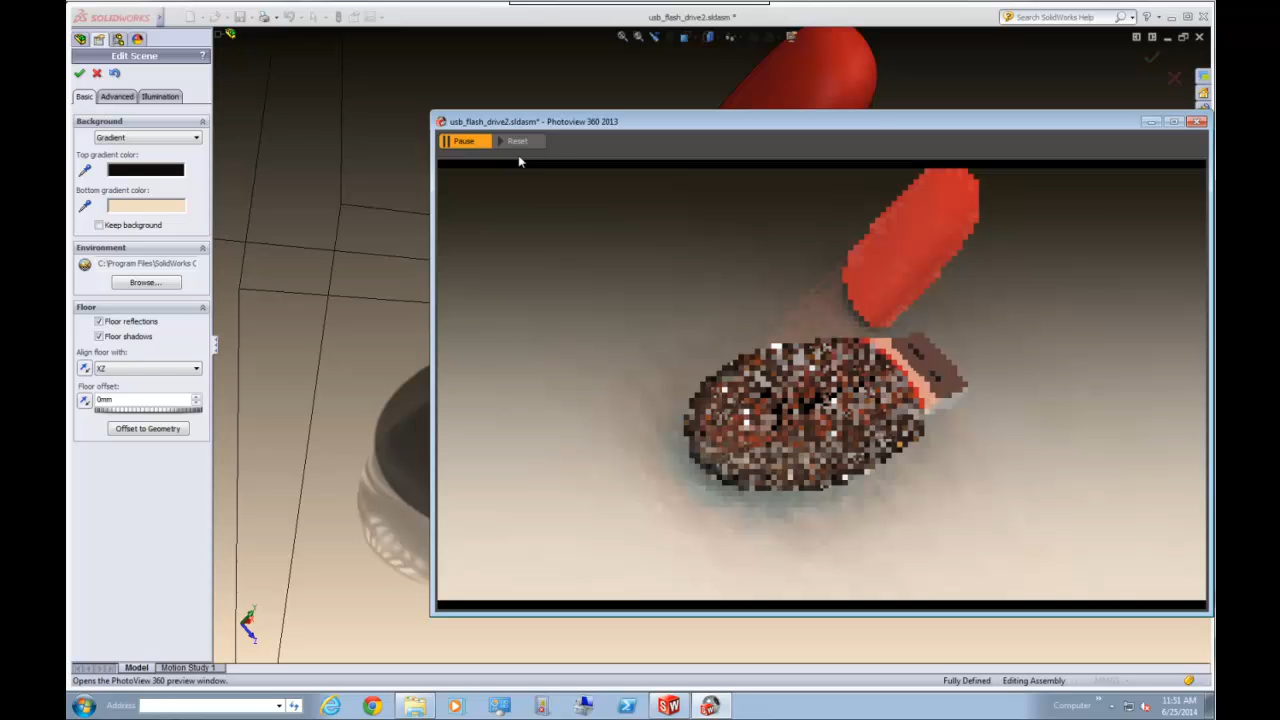 SOLIDWORKS
usb_flash_drive2.sldasm *
Search SolidWorks Help
Edit Scene
?
Basic
Advanced
Illumination
Background
Gradient
Top gradient color:
Bottom gradient color:
Keep background
Environment
C:\Program Files\SolidWorks C
Browse...
Floor
Floor reflections
Floor shadows
Align floor with:
XZ
Floor offset:
0mm
Offset to Geometry
usb_flash_drive2.sldasm* - Photoview 360 2013
Pause
Reset
Y
Z
Model
Motion Study 1
Opens the PhotoView 360 preview window.
Fully Defined
Editing Assembly
Address
Computer
11:51 AM
6/25/2014